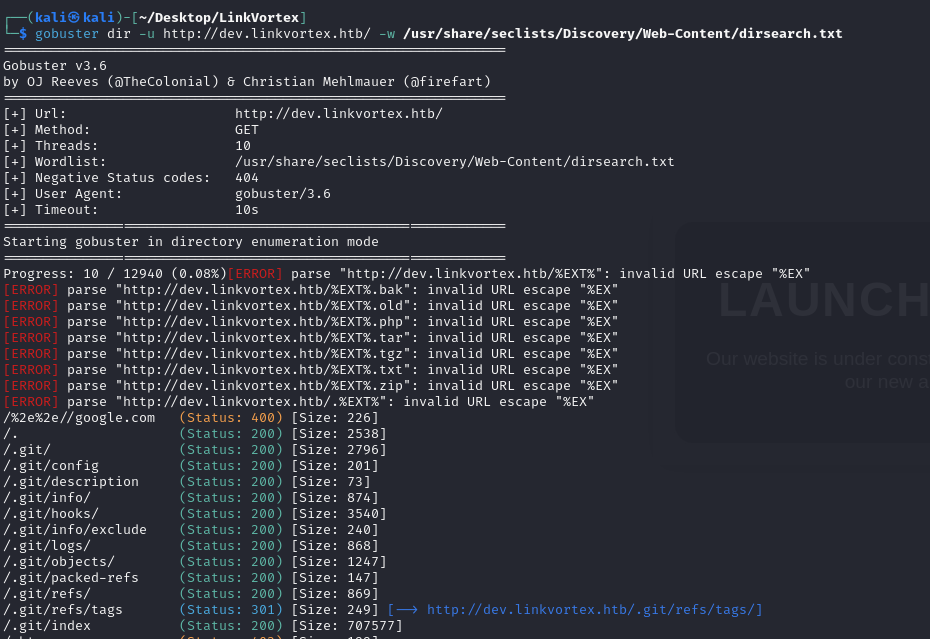 ┌──(kali㉿kali)-[~/Desktop/LinkVortex]
└─$ gobuster dir -u http://dev.linkvortex.htb/ -w /usr/share/seclists/Discovery/Web-Content/dirsearch.txt
===============================================================
Gobuster v3.6
by OJ Reeves (@TheColonial) & Christian Mehlmauer (@firefart)
===============================================================
[+] Url:                     http://dev.linkvortex.htb/
[+] Method:                  GET
[+] Threads:                 10
[+] Wordlist:                /usr/share/seclists/Discovery/Web-Content/dirsearch.txt
[+] Negative Status codes:   404
[+] User Agent:              gobuster/3.6
[+] Timeout:                 10s
===============================================================
Starting gobuster in directory enumeration mode
===============================================================
Progress: 10 / 12940 (0.08%)[ERROR] parse "http://dev.linkvortex.htb/%EXT%": invalid URL escape "%EX"
[ERROR] parse "http://dev.linkvortex.htb/%EXT%.bak": invalid URL escape "%EX"
[ERROR] parse "http://dev.linkvortex.htb/%EXT%.old": invalid URL escape "%EX"
[ERROR] parse "http://dev.linkvortex.htb/%EXT%.php": invalid URL escape "%EX"
[ERROR] parse "http://dev.linkvortex.htb/%EXT%.tar": invalid URL escape "%EX"
[ERROR] parse "http://dev.linkvortex.htb/%EXT%.tgz": invalid URL escape "%EX"
[ERROR] parse "http://dev.linkvortex.htb/%EXT%.txt": invalid URL escape "%EX"
[ERROR] parse "http://dev.linkvortex.htb/%EXT%.zip": invalid URL escape "%EX"
[ERROR] parse "http://dev.linkvortex.htb/.%EXT%": invalid URL escape "%EX"
/%2e%2e//google.com   (Status: 400) [Size: 226]
/.                    (Status: 200) [Size: 2538]
/.git/                (Status: 200) [Size: 2796]
/.git/config          (Status: 200) [Size: 201]
/.git/description     (Status: 200) [Size: 73]
/.git/info/           (Status: 200) [Size: 874]
/.git/hooks/          (Status: 200) [Size: 3540]
/.git/info/exclude    (Status: 200) [Size: 240]
/.git/logs/           (Status: 200) [Size: 868]
/.git/objects/        (Status: 200) [Size: 1247]
/.git/packed-refs     (Status: 200) [Size: 147]
/.git/refs/           (Status: 200) [Size: 869]
/.git/refs/tags       (Status: 301) [Size: 249] [--> http://dev.linkvortex.htb/.git/refs/tags/]
/.git/index           (Status: 200) [Size: 707577]
LAUNCH
Our website is under cons
our new a